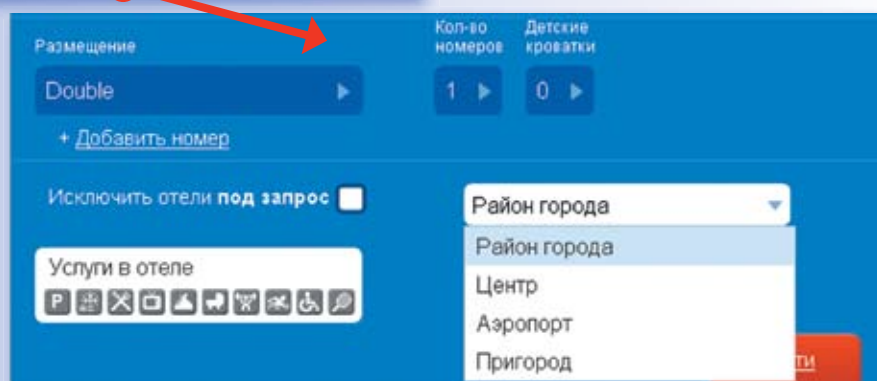 Размещение
Кол-во номеров
Детские кроватки
Double
1
0
+ Добавить номер
Исключить отели под запрос
Район города
Район города
Центр
Аэропорт
Пригород
Услуги в отеле
P
ти